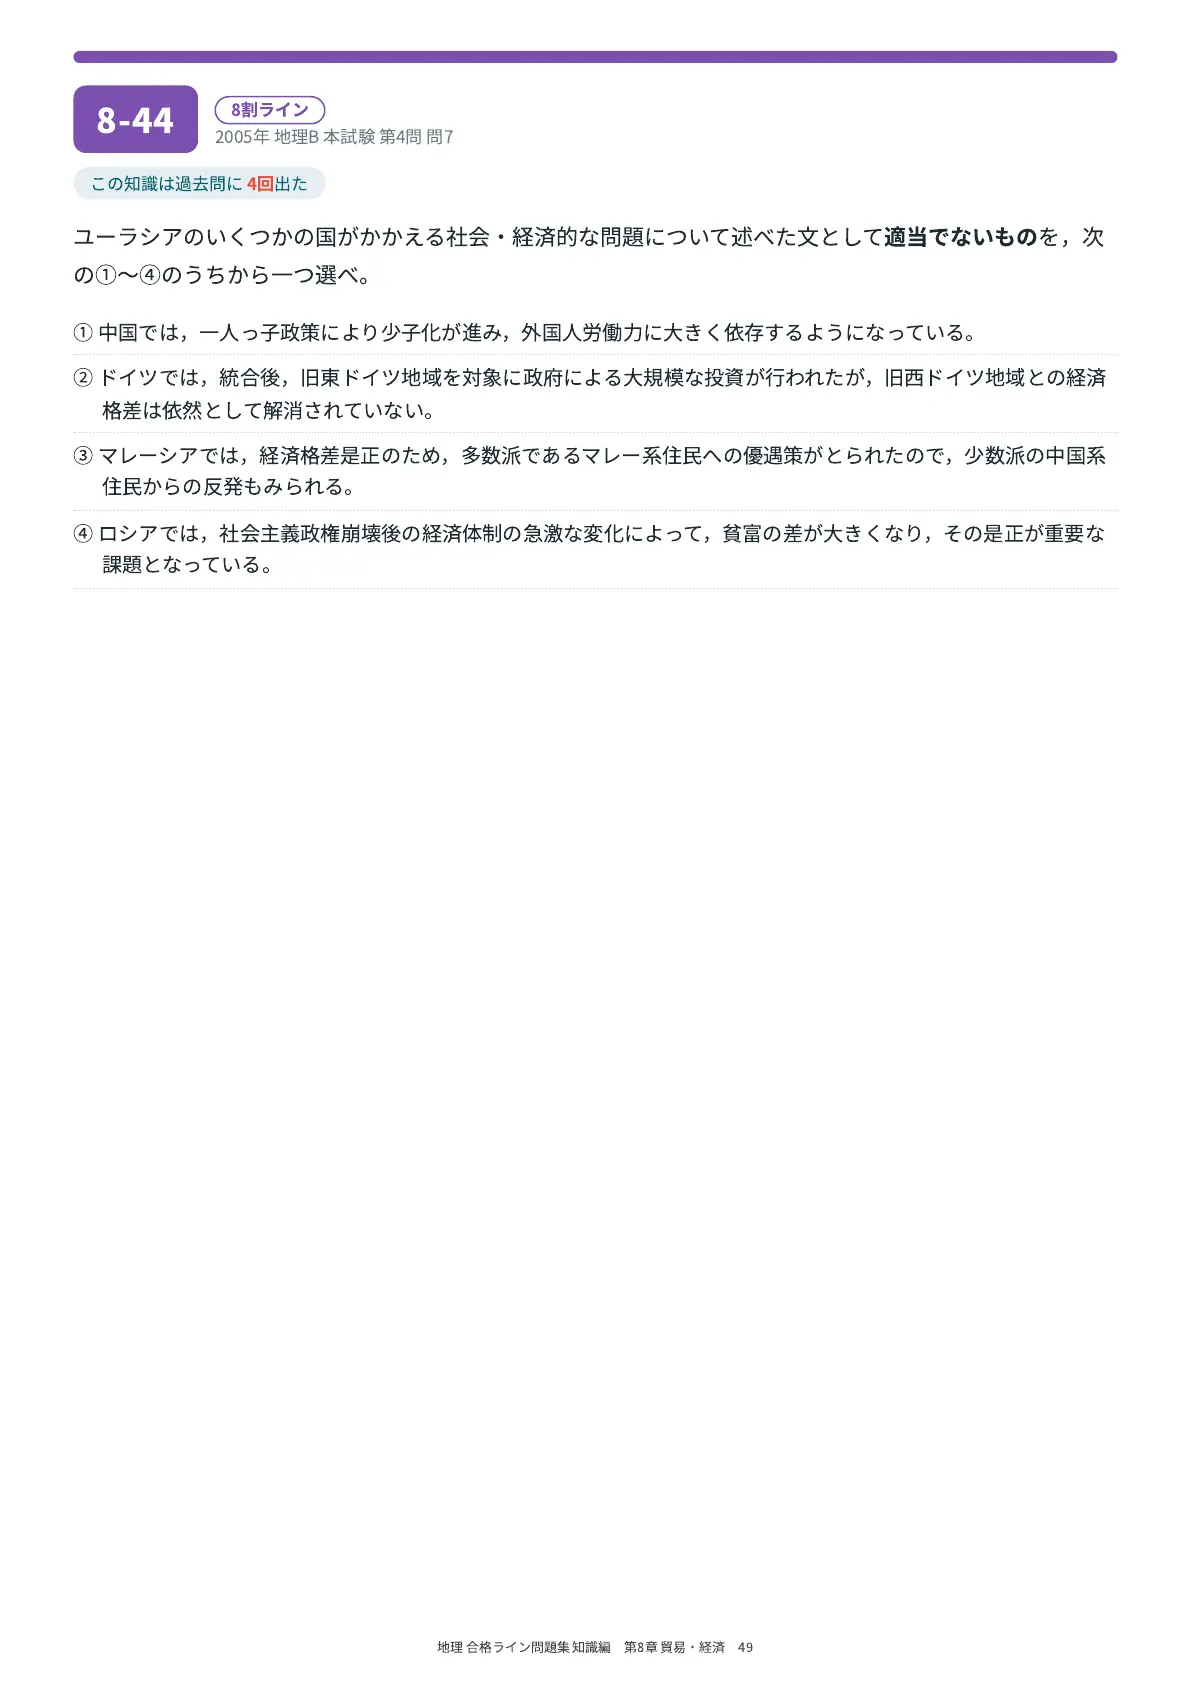 8-44
8割ライン
2005年 地理B 本試験 第4問 問7
この知識は過去問に 4回出た
ユーラシアのいくつかの国がかかえる社会・経済的な問題について述べた文として適当でないものを，次
の①〜④のうちから一つ選べ。
① 中国では，一人っ子政策により少子化が進み，外国人労働力に大きく依存するようになっている。
② ドイツでは，統合後，旧東ドイツ地域を対象に政府による大規模な投資が行われたが，旧西ドイツ地域との経済
格差は依然として解消されていない。
③ マレーシアでは，経済格差是正のため，多数派であるマレー系住民への優遇策がとられたので，少数派の中国系
住民からの反発もみられる。
④ ロシアでは，社会主義政権崩壊後の経済体制の急激な変化によって，貧富の差が大きくなり，その是正が重要な
課題となっている。
地理 合格ライン問題集 知識編　第8章 貿易・経済　49